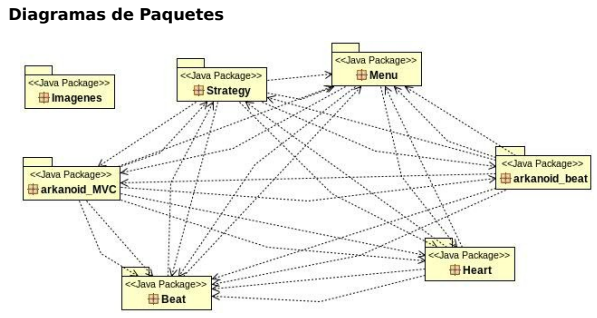 Diagramas de Paquetes
<<Java Package>>
Menu
<<Java Package>>
Strategy
<<Java Package>>
Imagenes
<<Java Package>>
arkanoid_MVC
<<Java Package>>
arkanoid_beat
<<Java Package>>
Heart
<<Java Package>>
Beat